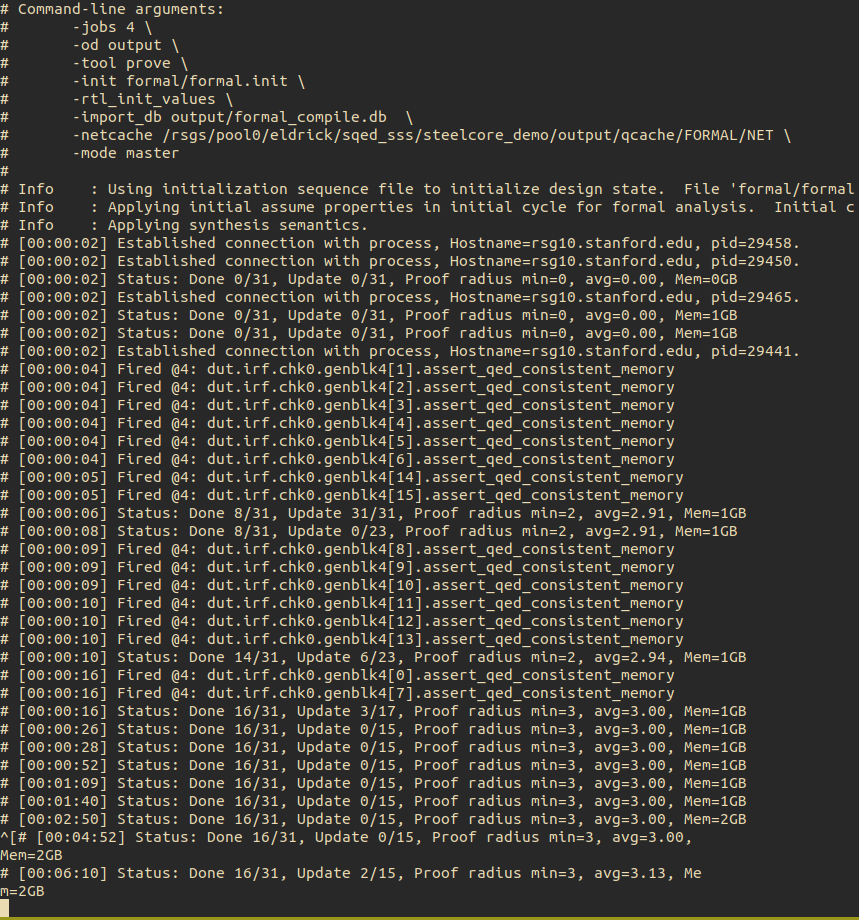 # Command-line arguments:
#       -jobs 4 \
#       -od output \
#       -tool prove \
#       -init formal/formal.init \
#       -rtl_init_values \
#       -import_db output/formal_compile.db  \
#       -netcache /rsgs/pool0/eldrick/sqed_sss/steelcore_demo/output/qcache/FORMAL/NET \
#       -mode master
#
# Info    : Using initialization sequence file to initialize design state.  File 'formal/formal
# Info    : Applying initial assume properties in initial cycle for formal analysis.  Initial c
# Info    : Applying synthesis semantics.
# [00:00:02] Established connection with process, Hostname=rsg10.stanford.edu, pid=29458.
# [00:00:02] Established connection with process, Hostname=rsg10.stanford.edu, pid=29450.
# [00:00:02] Status: Done 0/31, Update 0/31, Proof radius min=0, avg=0.00, Mem=0GB
# [00:00:02] Established connection with process, Hostname=rsg10.stanford.edu, pid=29465.
# [00:00:02] Status: Done 0/31, Update 0/31, Proof radius min=0, avg=0.00, Mem=1GB
# [00:00:02] Status: Done 0/31, Update 0/31, Proof radius min=0, avg=0.00, Mem=1GB
# [00:00:02] Established connection with process, Hostname=rsg10.stanford.edu, pid=29441.
# [00:00:04] Fired @4: dut.irf.chk0.genblk4[1].assert_qed_consistent_memory
# [00:00:04] Fired @4: dut.irf.chk0.genblk4[2].assert_qed_consistent_memory
# [00:00:04] Fired @4: dut.irf.chk0.genblk4[3].assert_qed_consistent_memory
# [00:00:04] Fired @4: dut.irf.chk0.genblk4[4].assert_qed_consistent_memory
# [00:00:04] Fired @4: dut.irf.chk0.genblk4[5].assert_qed_consistent_memory
# [00:00:04] Fired @4: dut.irf.chk0.genblk4[6].assert_qed_consistent_memory
# [00:00:05] Fired @4: dut.irf.chk0.genblk4[14].assert_qed_consistent_memory
# [00:00:05] Fired @4: dut.irf.chk0.genblk4[15].assert_qed_consistent_memory
# [00:00:06] Status: Done 8/31, Update 31/31, Proof radius min=2, avg=2.91, Mem=1GB
# [00:00:08] Status: Done 8/31, Update 0/23, Proof radius min=2, avg=2.91, Mem=1GB
# [00:00:09] Fired @4: dut.irf.chk0.genblk4[8].assert_qed_consistent_memory
# [00:00:09] Fired @4: dut.irf.chk0.genblk4[9].assert_qed_consistent_memory
# [00:00:09] Fired @4: dut.irf.chk0.genblk4[10].assert_qed_consistent_memory
# [00:00:10] Fired @4: dut.irf.chk0.genblk4[11].assert_qed_consistent_memory
# [00:00:10] Fired @4: dut.irf.chk0.genblk4[12].assert_qed_consistent_memory
# [00:00:10] Fired @4: dut.irf.chk0.genblk4[13].assert_qed_consistent_memory
# [00:00:10] Status: Done 14/31, Update 6/23, Proof radius min=2, avg=2.94, Mem=1GB
# [00:00:16] Fired @4: dut.irf.chk0.genblk4[0].assert_qed_consistent_memory
# [00:00:16] Fired @4: dut.irf.chk0.genblk4[7].assert_qed_consistent_memory
# [00:00:16] Status: Done 16/31, Update 3/17, Proof radius min=3, avg=3.00, Mem=1GB
# [00:00:26] Status: Done 16/31, Update 0/15, Proof radius min=3, avg=3.00, Mem=1GB
# [00:00:28] Status: Done 16/31, Update 0/15, Proof radius min=3, avg=3.00, Mem=1GB
# [00:00:52] Status: Done 16/31, Update 0/15, Proof radius min=3, avg=3.00, Mem=1GB
# [00:01:09] Status: Done 16/31, Update 0/15, Proof radius min=3, avg=3.00, Mem=1GB
# [00:01:40] Status: Done 16/31, Update 0/15, Proof radius min=3, avg=3.00, Mem=1GB
# [00:02:50] Status: Done 16/31, Update 0/15, Proof radius min=3, avg=3.00, Mem=2GB
^[# [00:04:52] Status: Done 16/31, Update 0/15, Proof radius min=3, avg=3.00,
Mem=2GB
# [00:06:10] Status: Done 16/31, Update 2/15, Proof radius min=3, avg=3.13, Me
m=2GB